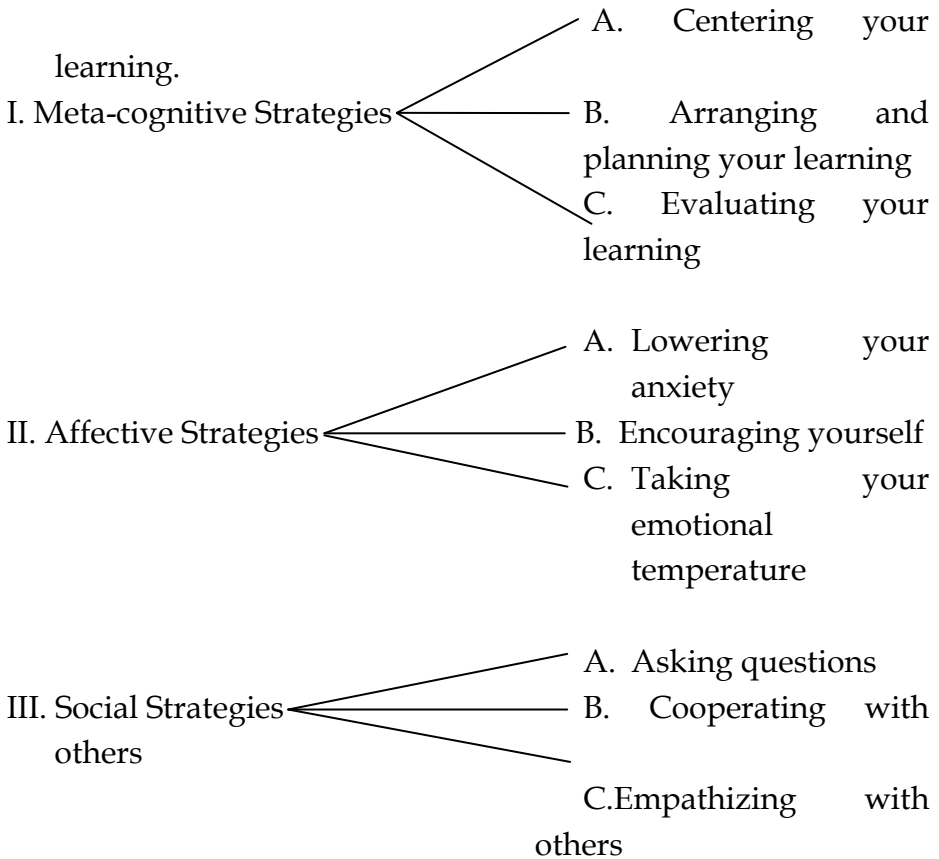 A. Centering your
learning.
I. Meta-cognitive Strategies
B. Arranging and
planning your learning
C. Evaluating your
learning
A. Lowering your
anxiety
II. Affective Strategies
B. Encouraging yourself
C. Taking your
emotional
temperature
A. Asking questions
III. Social Strategies
B. Cooperating with
others
C.Empathizing with
others